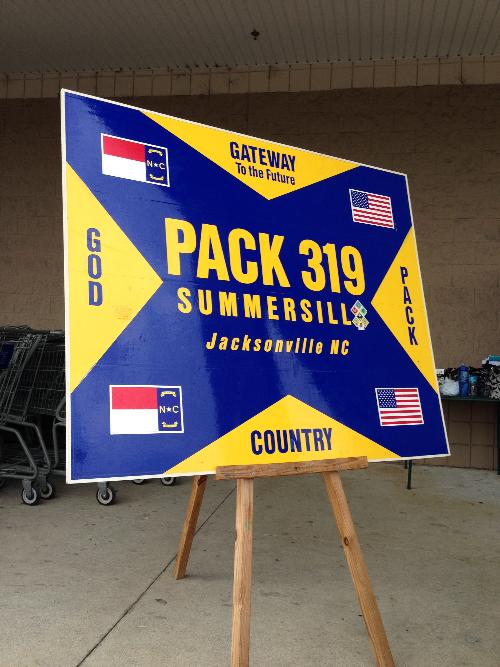 GATEWAY
To the Future
N★C
PACK 319
SUMMERSILL
Jacksonville NC
GOD
PACK
N★C
COUNTRY